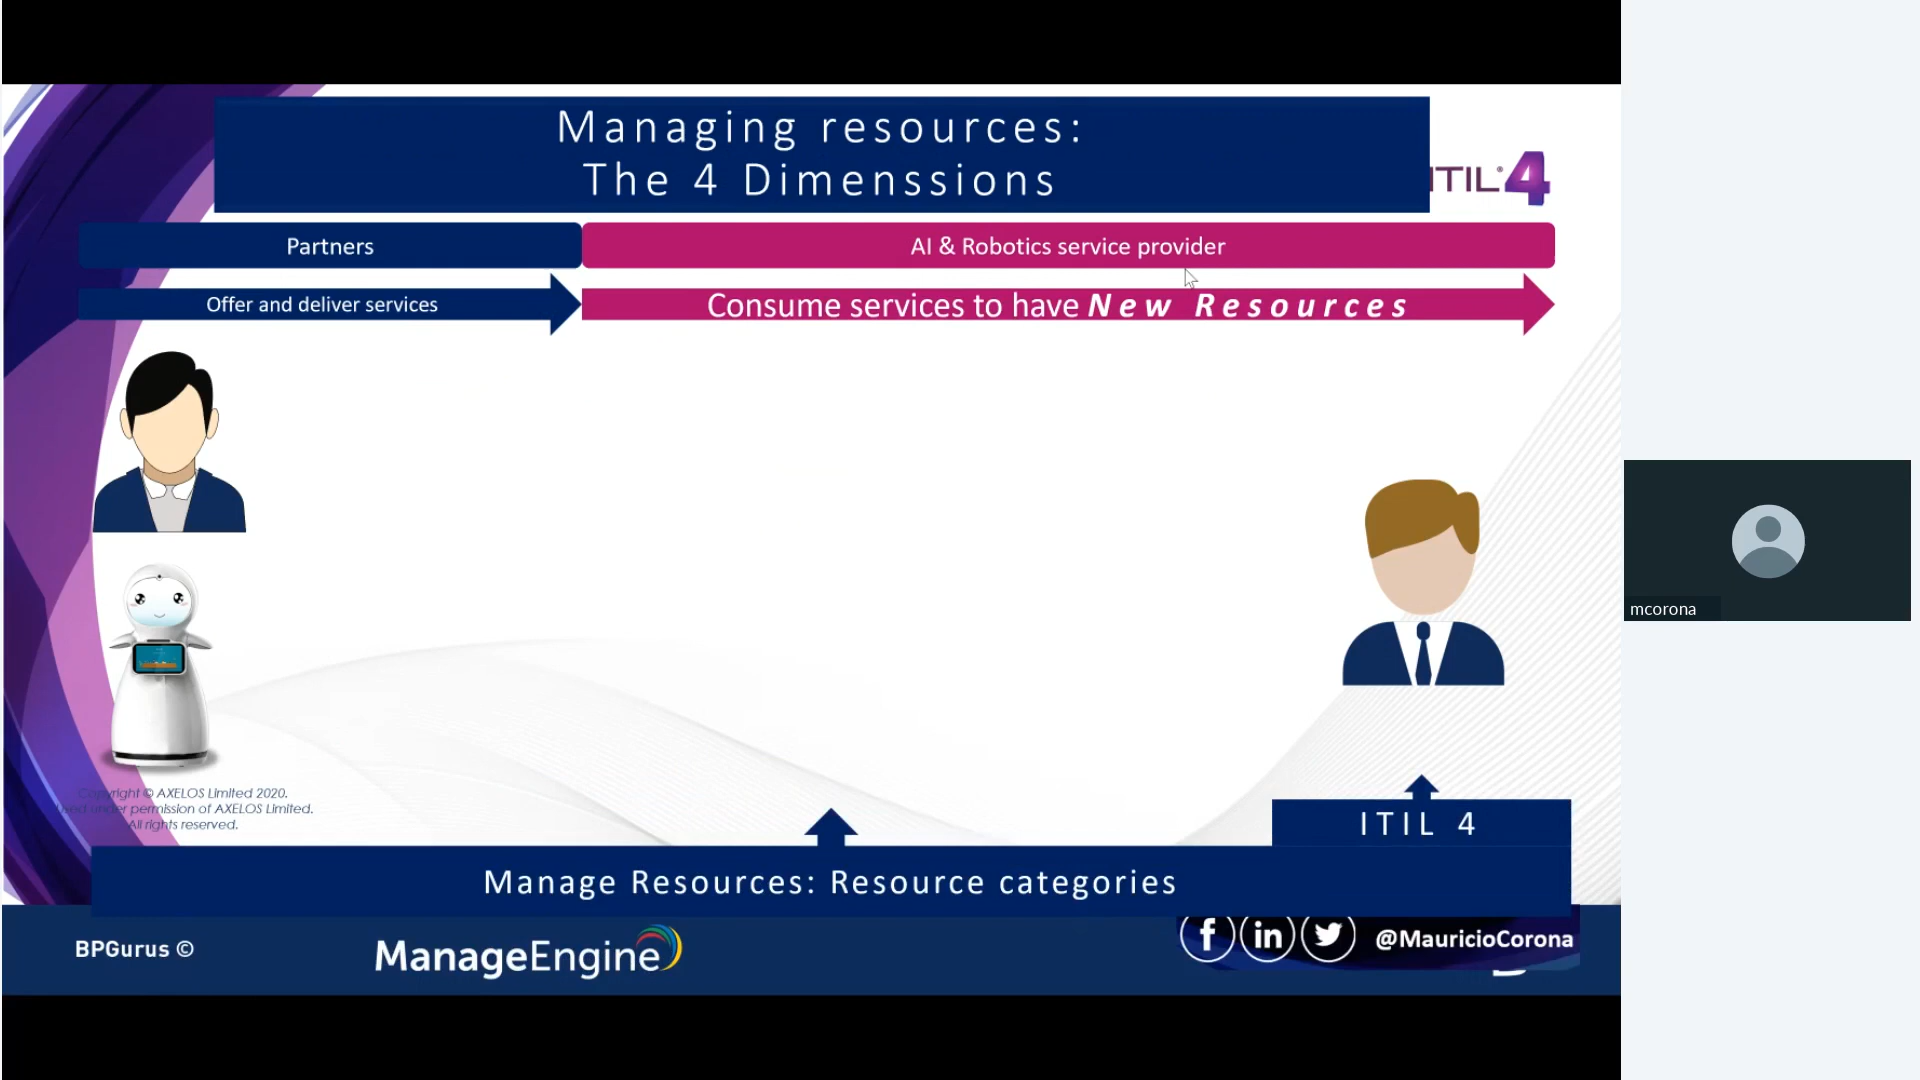 Managing resources:
The 4 Dimenssions
ITIL®4
Partners
AI & Robotics service provider
Offer and deliver services
Consume services to have New Resources
mcorona
Copyright © AXELOS Limited 2020.
Used under permission of AXELOS Limited.
All rights reserved.
ITIL 4
Manage Resources: Resource categories
BPGurus ©
ManageEngine
f in @MauricioCorona